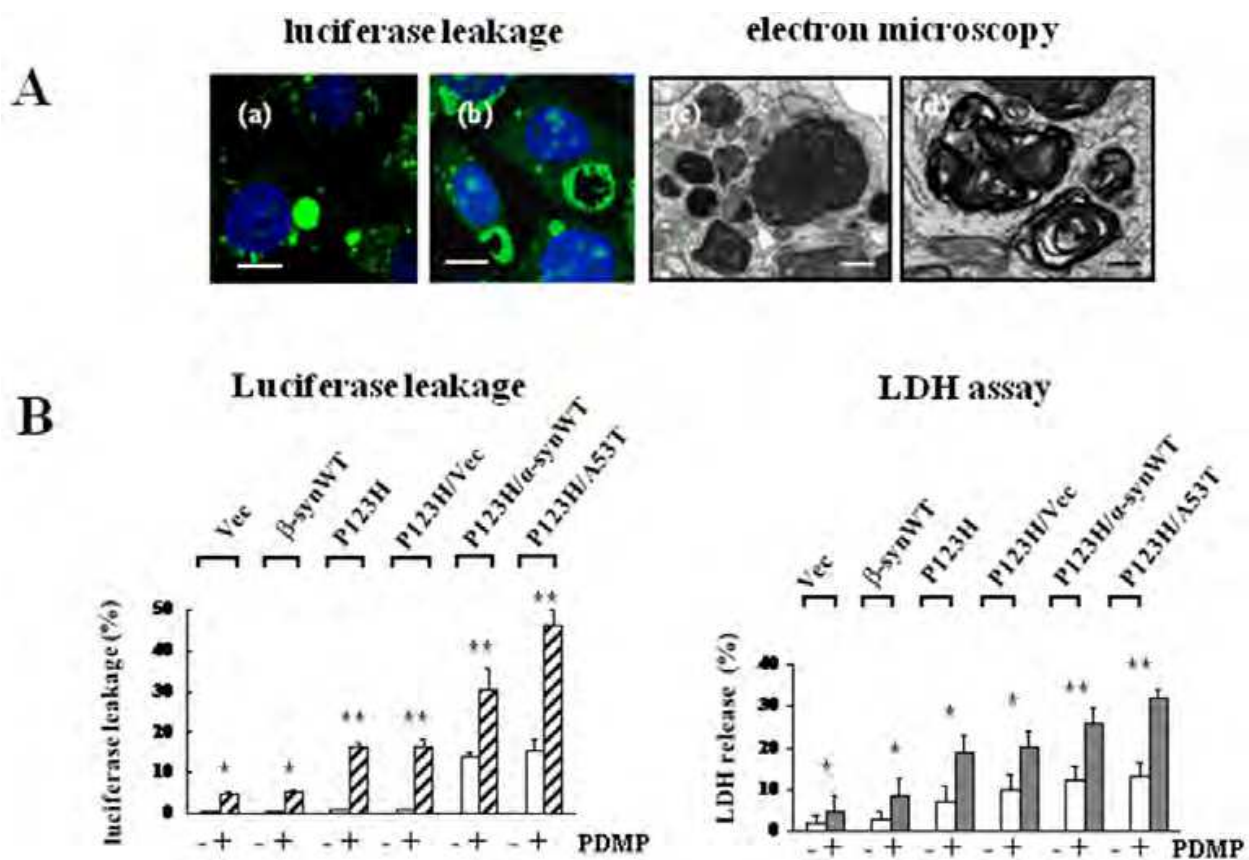 luciferase leakage electron microscopy
A
(a) (b) (c) (d)
B
Luciferase leakage
Vec β-synWT P123H P123H/Vec P123H/α-synWT P123H/A53T
luciferase leakage (%)
50
40
30
20
10
0
* * ** ** ** **
- + - + - + - + - + - + PDMP
LDH assay
Vec β-synWT P123H P123H/Vec P123H/α-synWT P123H/A53T
LDH release (%)
40
30
20
10
0
* * * * ** **
- + - + - + - + - + - + PDMP